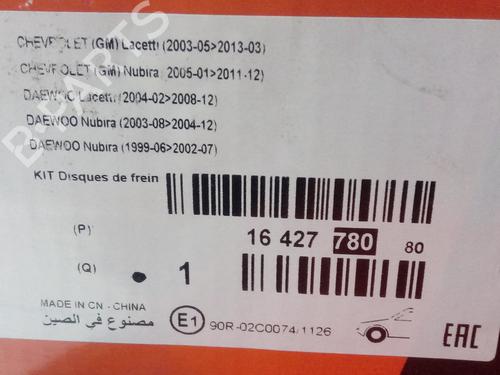 CHEVROLET (GM) Lacetti (2003-05>2013-03)
CHEVROLET (GM) Nubira (2005-01>2011-12)
DAEWOO Lacetti (2004-02>2008-12)
DAEWOO Nubira (2003-08>2004-12)
DAEWOO Nubira (1999-06>2002-07)
KIT Disques de frein
(P) 16 427 780 80
(Q) 1
MADE IN CN - CHINA
مصنوع في الصين
E1 90R-02C0074/1126
EAC
B-PARTS